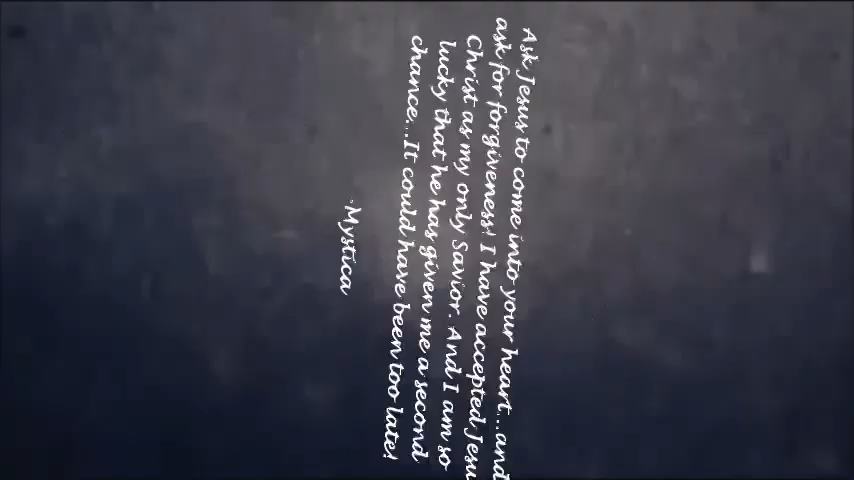 Ask Jesus to come into your heart...and
ask for forgiveness! I have accepted Jesu
Christ as my only Savior. And I am so
lucky that he has given me a second
chance...It could have been too late!
-Mystica